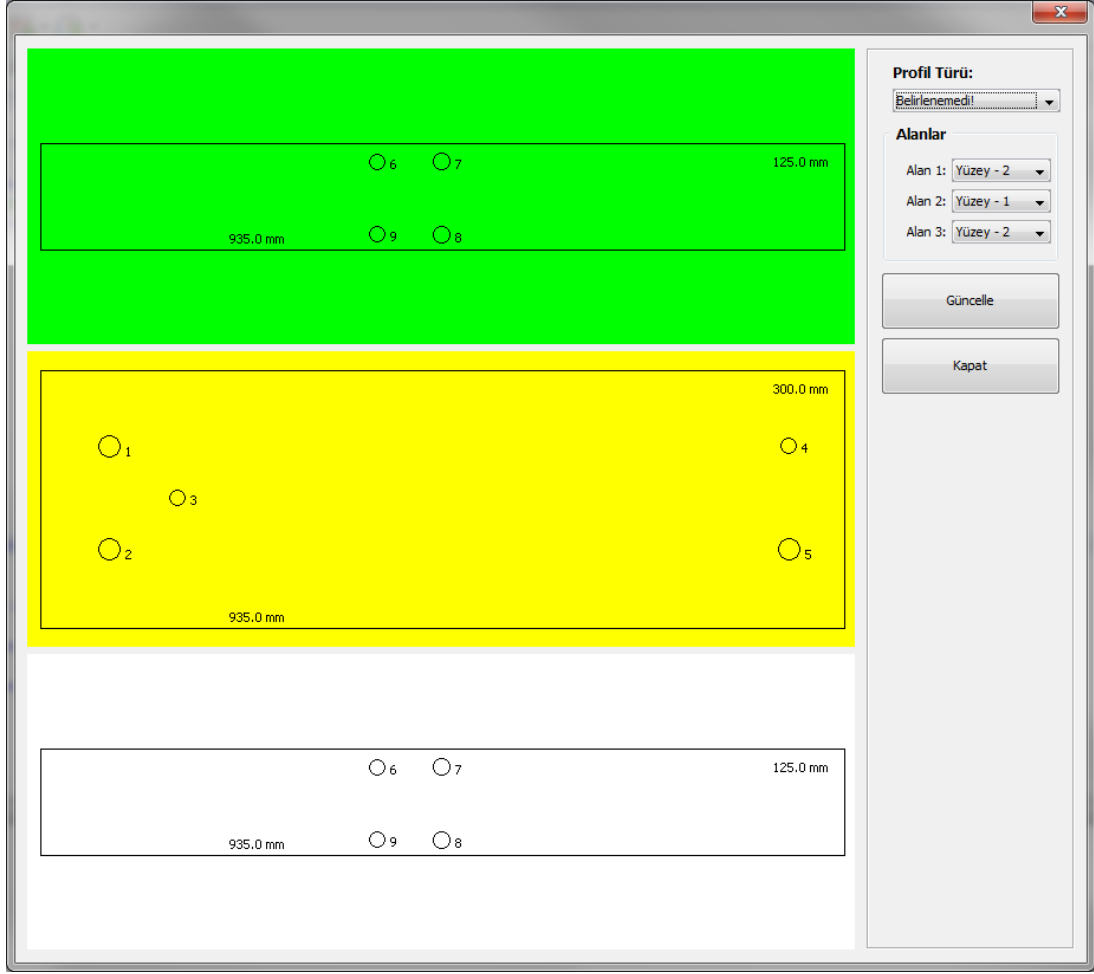 6
7
125.0 mm
935.0 mm
9
8
300.0 mm
1
4
3
2
5
935.0 mm
6
7
125.0 mm
935.0 mm
9
8
Profil Türü:
Belirlenemedi!
Alanlar
Alan 1: Yüzey - 2
Alan 2: Yüzey - 1
Alan 3: Yüzey - 2
Güncelle
Kapat